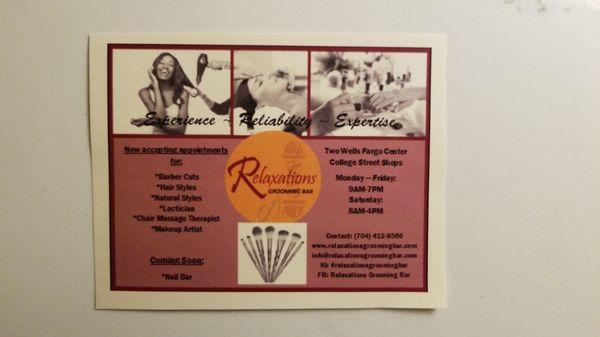 Experience ~ Reliability ~ Expertise
Now accepting appointments
for:
*Barber Cuts
*Hair Styles
*Natural Styles
*Loctician
*Chair Massage Therapist
*Makeup Artist
Coming Soon:
*Nail Bar
Relaxations
GROOMING BAR
Two Wells Fargo Center
College Street Shops
Monday — Friday:
9AM-7PM
Saturday:
8AM-4PM
Contact: (704) 412-8586
www.relaxationsgroomingbar.com
info@relaxationsgroomingbar.com
IG: #relaxationsgroomingbar
FB: Relaxations Grooming Bar